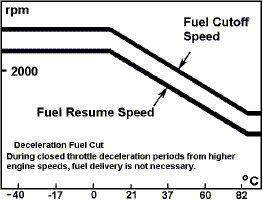 rpm
Fuel Cutoff
Speed
2000
Fuel Resume Speed
Deceleration Fuel Cut
During closed throttle deceleration periods from higher
engine speeds, fuel delivery is not necessary.
°C
-40 -17 0 21 37 60 82